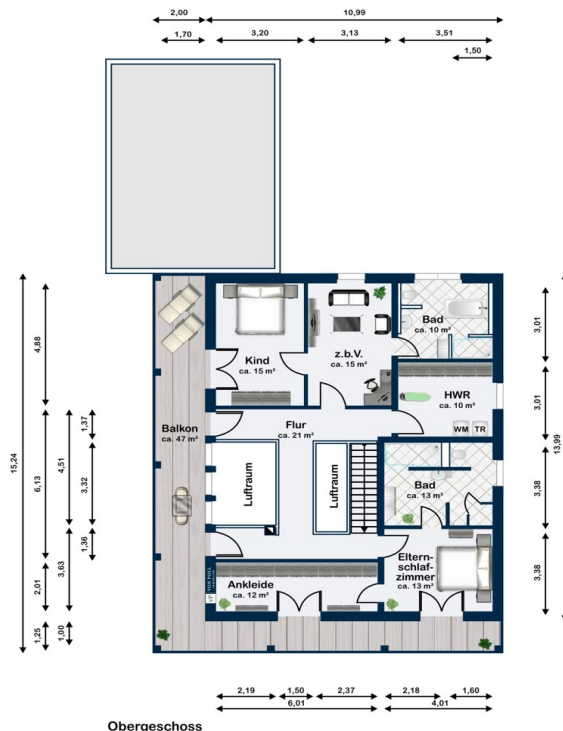 2,00
10,99
1,70
3,20
3,13
3,51
1,50
15,24
4,88
6,13
2,01
1,25
4,51
3,63
1,00
1,37
3,32
1,36
Kind
ca. 15 m²
z.b.V.
ca. 15 m²
Bad
ca. 10 m²
HWR
ca. 10 m²
WM
TR
Balkon
ca. 47 m²
Flur
ca. 21 m²
Luftraum
Luftraum
Bad
ca. 13 m²
Ankleide
ca. 12 m²
Eltern-
schlaf-
zimmer
ca. 13 m²
VP
VON POLL
3,01
3,01
3,38
3,38
13,99
2,19
1,50
2,37
2,18
1,60
6,01
4,01
Obergeschoss